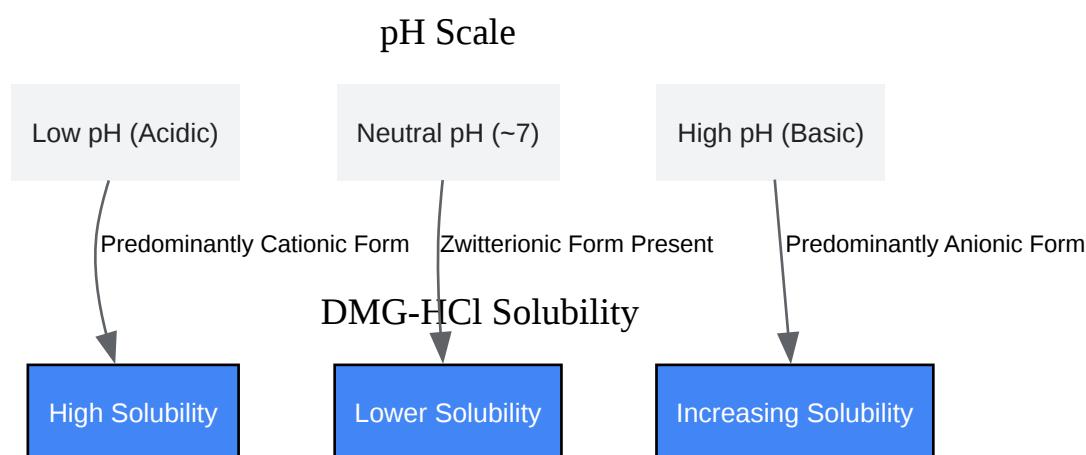 pH Scale
Low pH (Acidic)
Neutral pH (~7)
High pH (Basic)
Predominantly Cationic Form
Zwitterionic Form Present
Predominantly Anionic Form
DMG-HCl Solubility
High Solubility
Lower Solubility
Increasing Solubility